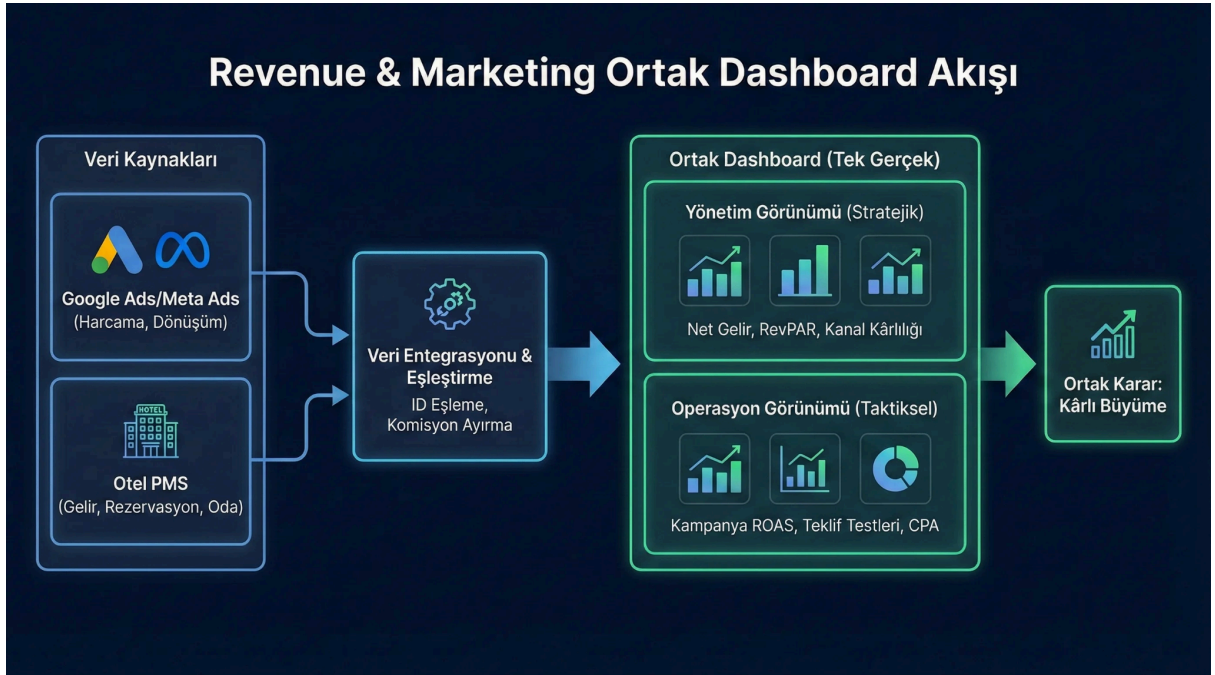 Revenue & Marketing Ortak Dashboard Akışı
Veri Kaynakları
Google Ads/Meta Ads
(Harcama, Dönüşüm)
HOTEL
Otel PMS
(Gelir, Rezervasyon, Oda)
Veri Entegrasyonu &
Eşleştirme
ID Eşleme,
Komisyon Ayırma
Ortak Dashboard (Tek Gerçek)
Yönetim Görünümü (Stratejik)
Net Gelir, RevPAR, Kanal Kârlılığı
Operasyon Görünümü (Taktiksel)
Kampanya ROAS, Teklif Testleri, CPA
Ortak Karar:
Kârlı Büyüme